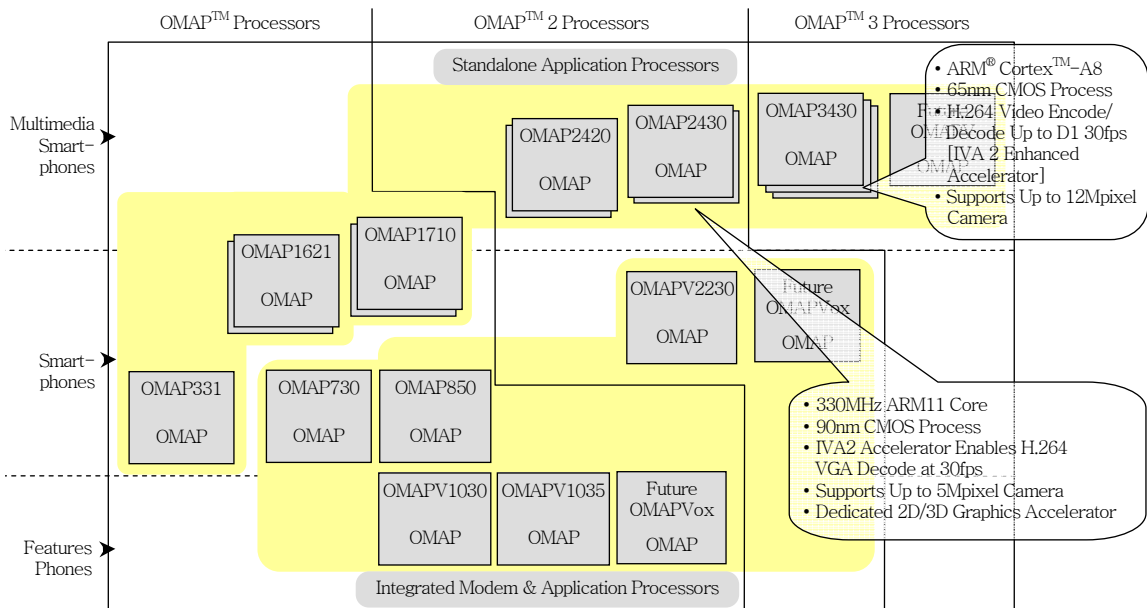 OMAP™ Processors
OMAP™ 2 Processors
OMAP™ 3 Processors
Standalone Application Processors
Multimedia
Smart-
phones
OMAP2420
OMAP
OMAP2430
OMAP
OMAP3430
OMAP
Future
OMAPV
OMAP
• ARM® Cortex™-A8
• 65nm CMOS Process
• H.264 Video Encode/
Decode Up to D1 30fps
[IVA 2 Enhanced
Accelerator]
• Supports Up to 12Mpixel
Camera
OMAP1621
OMAP
OMAP1710
OMAP
OMAPV2230
OMAP
Future
OMAPVox
OMAP
Smart-
phones
OMAP331
OMAP
OMAP730
OMAP
OMAP850
OMAP
• 330MHz ARM11 Core
• 90nm CMOS Process
• IVA2 Accelerator Enables H.264
VGA Decode at 30fps
• Supports Up to 5Mpixel Camera
• Dedicated 2D/3D Graphics Accelerator
Features
Phones
OMAPV1030
OMAP
OMAPV1035
OMAP
Future
OMAPVox
OMAP
Integrated Modem & Application Processors